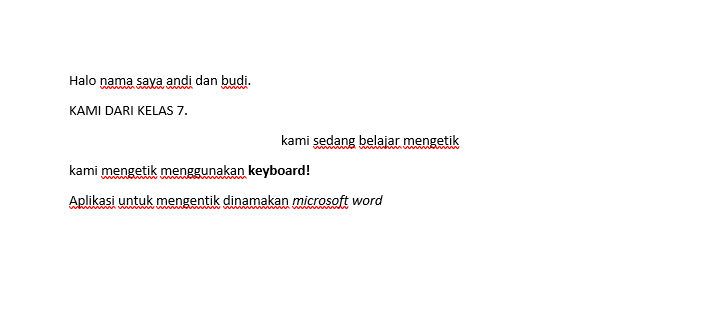 Halo nama saya andi dan budi.
KAMI DARI KELAS 7.
kami sedang belajar mengetik
kami mengetik menggunakan keyboard!
Aplikasi untuk mengentik dinamakan microsoft word